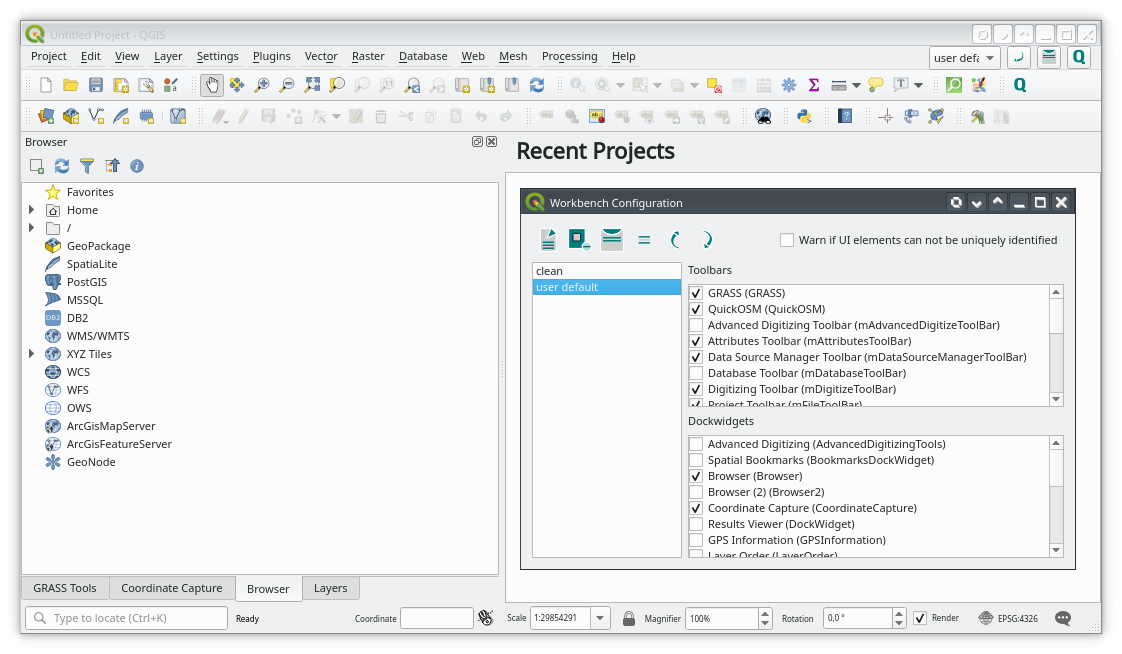 Untitled Project - QGIS
Project Edit View Layer Settings Plugins Vector Raster Database Web Mesh Processing Help
user defa
Browser
Recent Projects
Favorites
Home
/
GeoPackage
SpatiaLite
PostGIS
MSSQL
DB2 DB2
WMS/WMTS
XYZ Tiles
WCS
WFS
OWS
ArcGisMapServer
ArcGisFeatureServer
GeoNode
Workbench Configuration
Warn if UI elements can not be uniquely identified
clean
user default
Toolbars
GRASS (GRASS)
QuickOSM (QuickOSM)
Advanced Digitizing Toolbar (mAdvancedDigitizeToolBar)
Attributes Toolbar (mAttributesToolBar)
Data Source Manager Toolbar (mDataSourceManagerToolBar)
Database Toolbar (mDatabaseToolBar)
Digitizing Toolbar (mDigitizeToolBar)
Project Toolbar (mFileToolBar)
Dockwidgets
Advanced Digitizing (AdvancedDigitizingTools)
Spatial Bookmarks (BookmarksDockWidget)
Browser (Browser)
Browser (2) (Browser2)
Coordinate Capture (CoordinateCapture)
Results Viewer (DockWidget)
GPS Information (GPSInformation)
Layer Order (LayerOrder)
GRASS Tools Coordinate Capture Browser Layers
Type to locate (Ctrl+K) Ready Coordinate Scale 1:29854291 Magnifier 100% Rotation 0,0 ° Render EPSG:4326